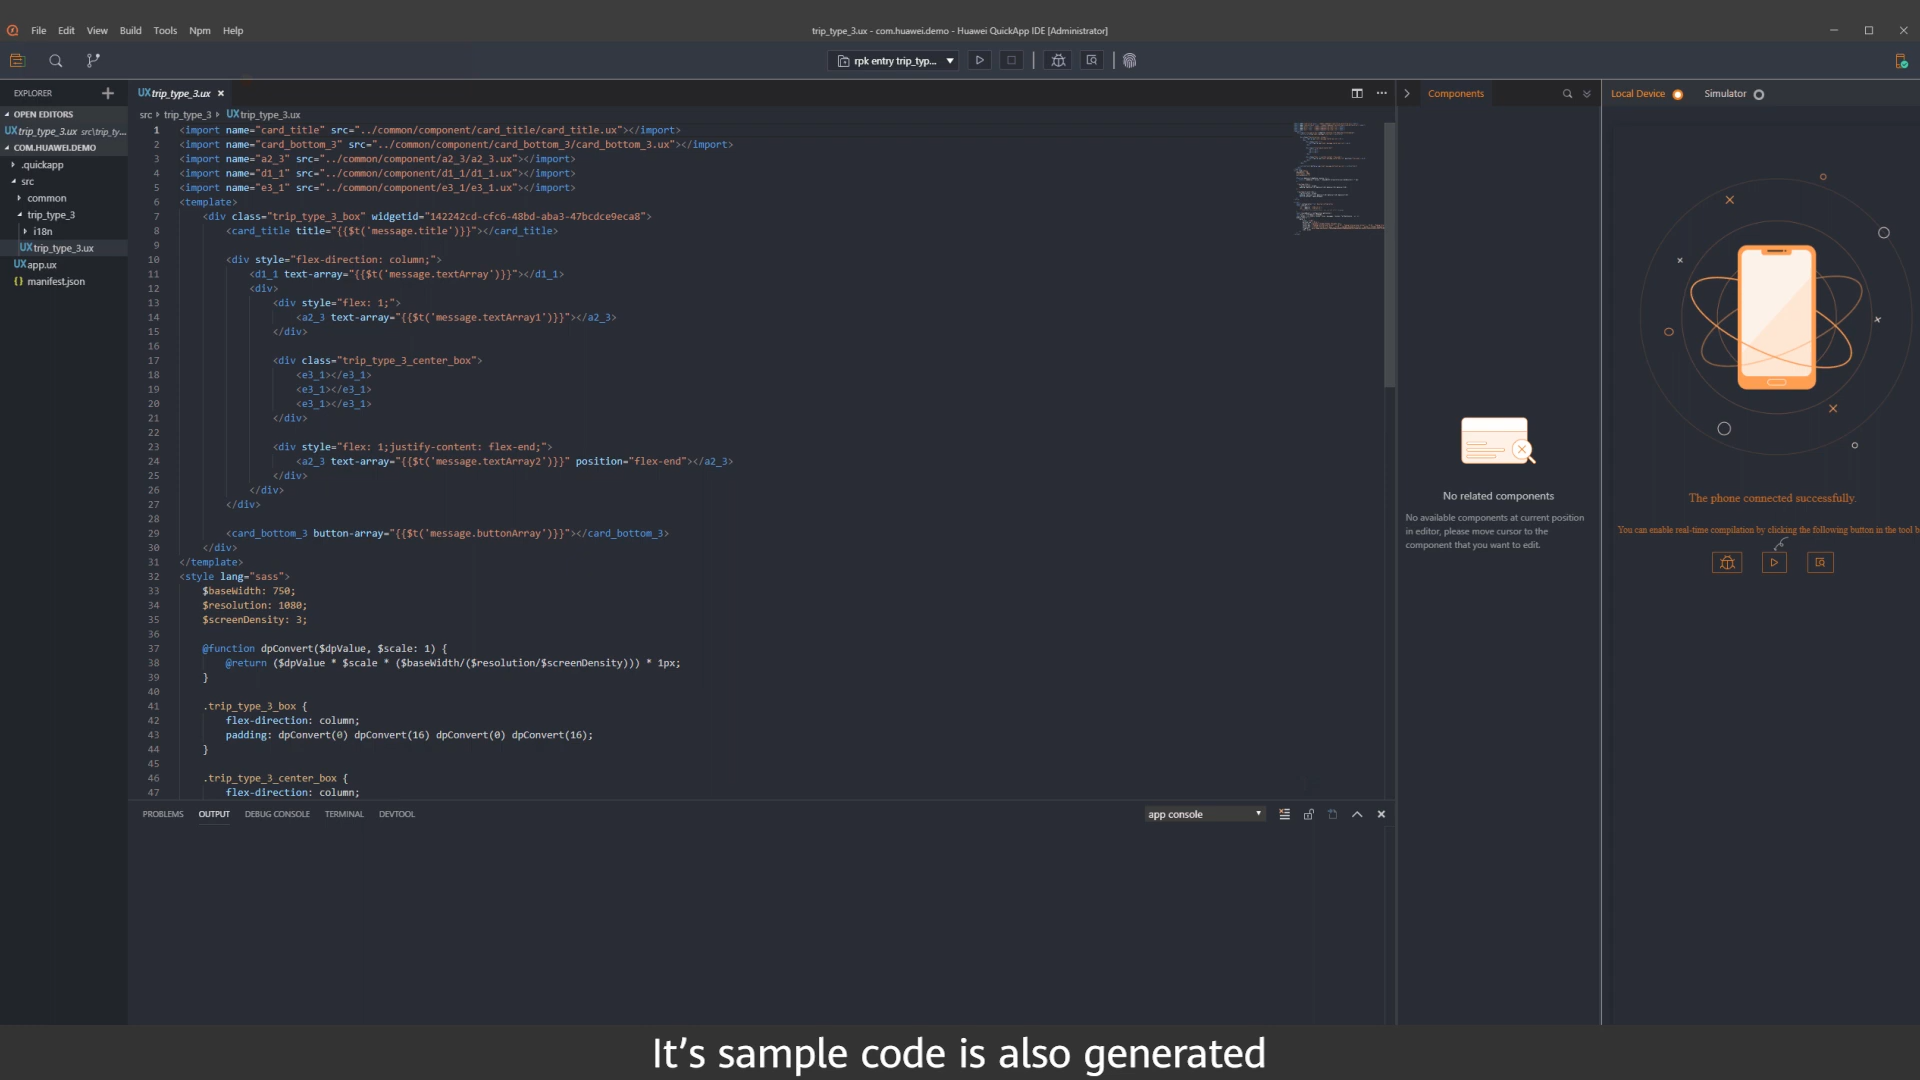 File Edit View Build Tools Npm Help
trip_type_3.ux - com.huawei.demo - Huawei QuickApp IDE [Administrator]
rpk entry trip_typ...
EXPLORER
OPEN EDITORS
UX trip_type_3.ux src\trip_ty...
COM.HUAWEI.DEMO
.quickapp
src
common
trip_type_3
i18n
UX trip_type_3.ux
UX app.ux
{} manifest.json
UX trip_type_3.ux
src trip_type_3 UX trip_type_3.ux
1 <import name="card_title" src="../common/component/card_title/card_title.ux"></import>
2 <import name="card_bottom_3" src="../common/component/card_bottom_3/card_bottom_3.ux"></import>
3 <import name="a2_3" src="../common/component/a2_3/a2_3.ux"></import>
4 <import name="d1_1" src="../common/component/d1_1/d1_1.ux"></import>
5 <import name="e3_1" src="../common/component/e3_1/e3_1.ux"></import>
6 <template>
7 <div class="trip_type_3_box" widgetid="142242cd-cfc6-48bd-aba3-47bcdce9eca8">
8 <card_title title="{{$t('message.title')}}"></card_title>
9
10 <div style="flex-direction: column;">
11 <d1_1 text-array="{{$t('message.textArray')}}"></d1_1>
12 <div>
13 <div style="flex: 1;">
14 <a2_3 text-array="{{$t('message.textArray1')}}"></a2_3>
15 </div>
16
17 <div class="trip_type_3_center_box">
18 <e3_1></e3_1>
19 <e3_1></e3_1>
20 <e3_1></e3_1>
21 </div>
22
23 <div style="flex: 1;justify-content: flex-end;">
24 <a2_3 text-array="{{$t('message.textArray2')}}" position="flex-end"></a2_3>
25 </div>
26 </div>
27 </div>
28
29 <card_bottom_3 button-array="{{$t('message.buttonArray')}}"></card_bottom_3>
30 </div>
31 </template>
32 <style lang="sass">
33 $baseWidth: 750;
34 $resolution: 1080;
35 $screenDensity: 3;
36
37 @function dpConvert($dpValue, $scale: 1) {
38 @return ($dpValue * $scale * ($baseWidth/($resolution/$screenDensity))) * 1px;
39 }
40
41 .trip_type_3_box {
42 flex-direction: column;
43 padding: dpConvert(0) dpConvert(16) dpConvert(0) dpConvert(16);
44 }
45
46 .trip_type_3_center_box {
47 flex-direction: column;
PROBLEMS OUTPUT DEBUG CONSOLE TERMINAL DEVTOOL
app console
Components
No related components
No available components at current position
in editor, please move cursor to the
component that you want to edit.
Local Device Simulator
The phone connected successfully.
You can enable real-time compilation by clicking the following button in the tool b
It's sample code is also generated